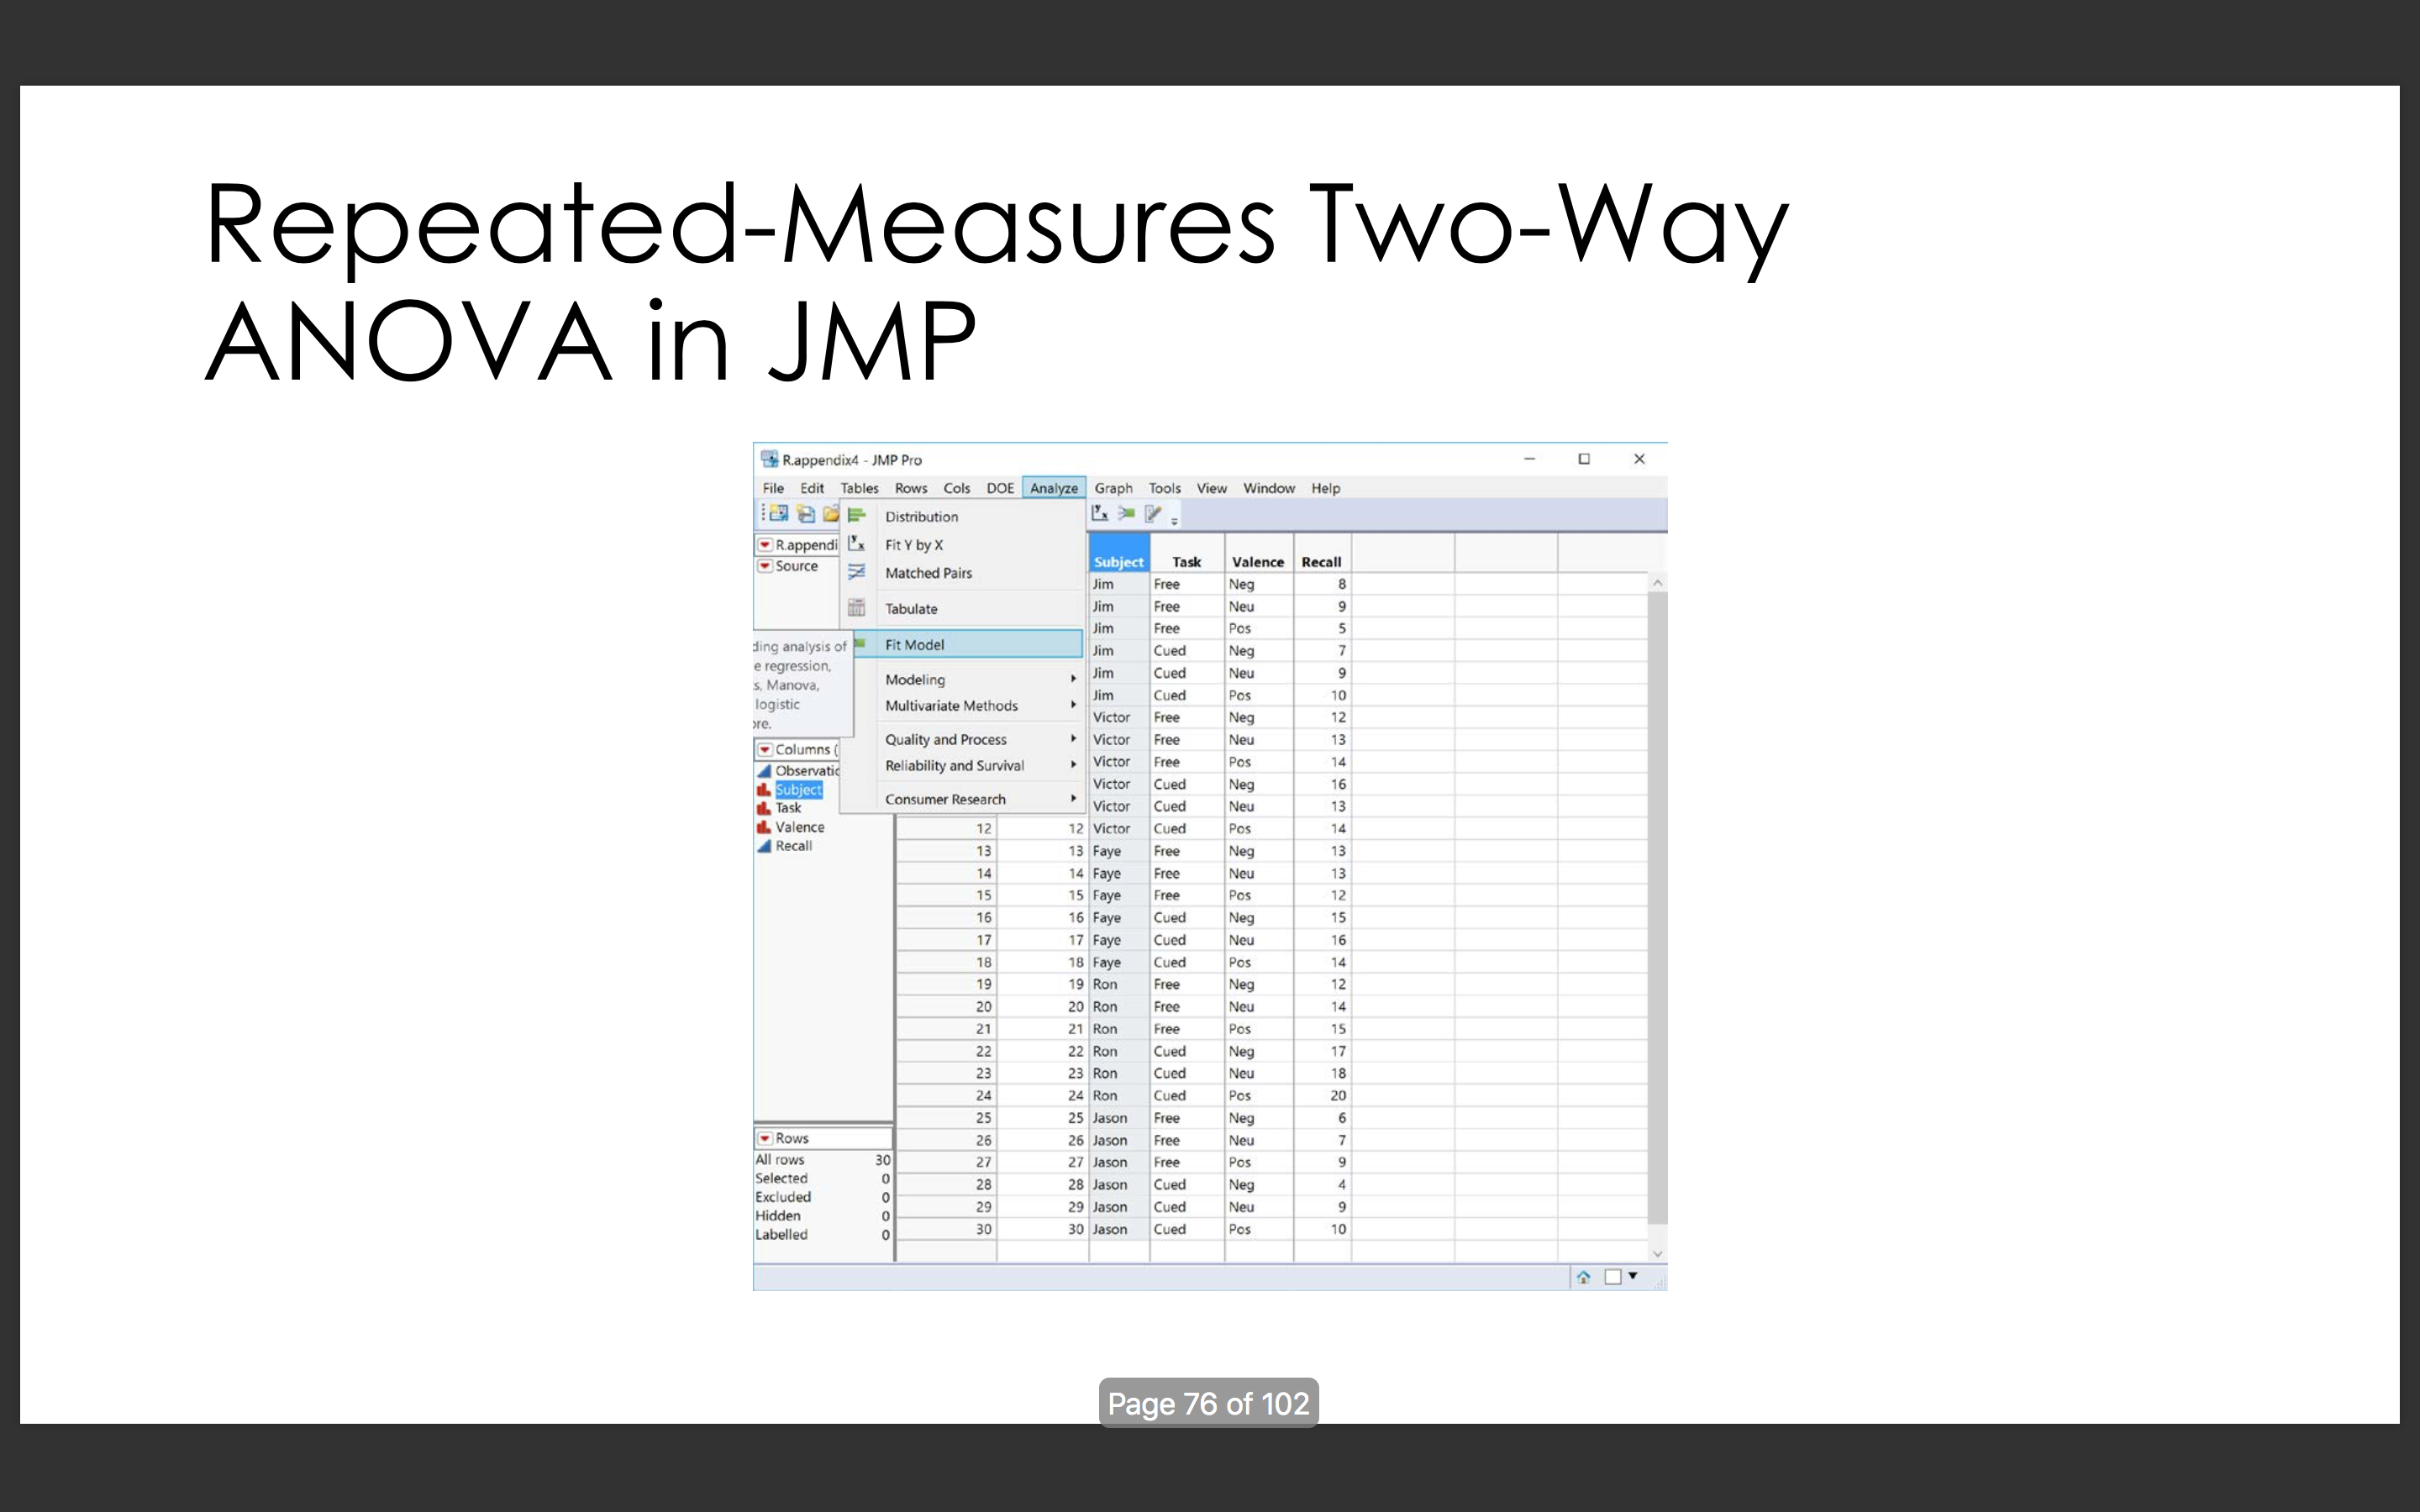 Repeated-Measures Two-Way
ANOVA in JMP
R.appendix4 - JMP Pro
File Edit Tables Rows Cols DOE Analyze Graph Tools View Window Help
Distribution
Fit Y by X
Matched Pairs
Tabulate
Fit Model
Modeling
Multivariate Methods
Quality and Process
Reliability and Survival
Consumer Research
R.appendi
Source
ding analysis of
e regression,
s, Manova,
logistic
ore.
Columns (
Observatic
Subject
Task
Valence
Recall
Rows
All rows 30
Selected 0
Excluded 0
Hidden 0
Labelled 0
Subject Task Valence Recall
Jim Free Neg 8
Jim Free Neu 9
Jim Free Pos 5
Jim Cued Neg 7
Jim Cued Neu 9
Jim Cued Pos 10
Victor Free Neg 12
Victor Free Neu 13
Victor Free Pos 14
Victor Cued Neg 16
Victor Cued Neu 13
12 12 Victor Cued Pos 14
13 13 Faye Free Neg 13
14 14 Faye Free Neu 13
15 15 Faye Free Pos 12
16 16 Faye Cued Neg 15
17 17 Faye Cued Neu 16
18 18 Faye Cued Pos 14
19 19 Ron Free Neg 12
20 20 Ron Free Neu 14
21 21 Ron Free Pos 15
22 22 Ron Cued Neg 17
23 23 Ron Cued Neu 18
24 24 Ron Cued Pos 20
25 25 Jason Free Neg 6
26 26 Jason Free Neu 7
27 27 Jason Free Pos 9
28 28 Jason Cued Neg 4
29 29 Jason Cued Neu 9
30 30 Jason Cued Pos 10
Page 76 of 102